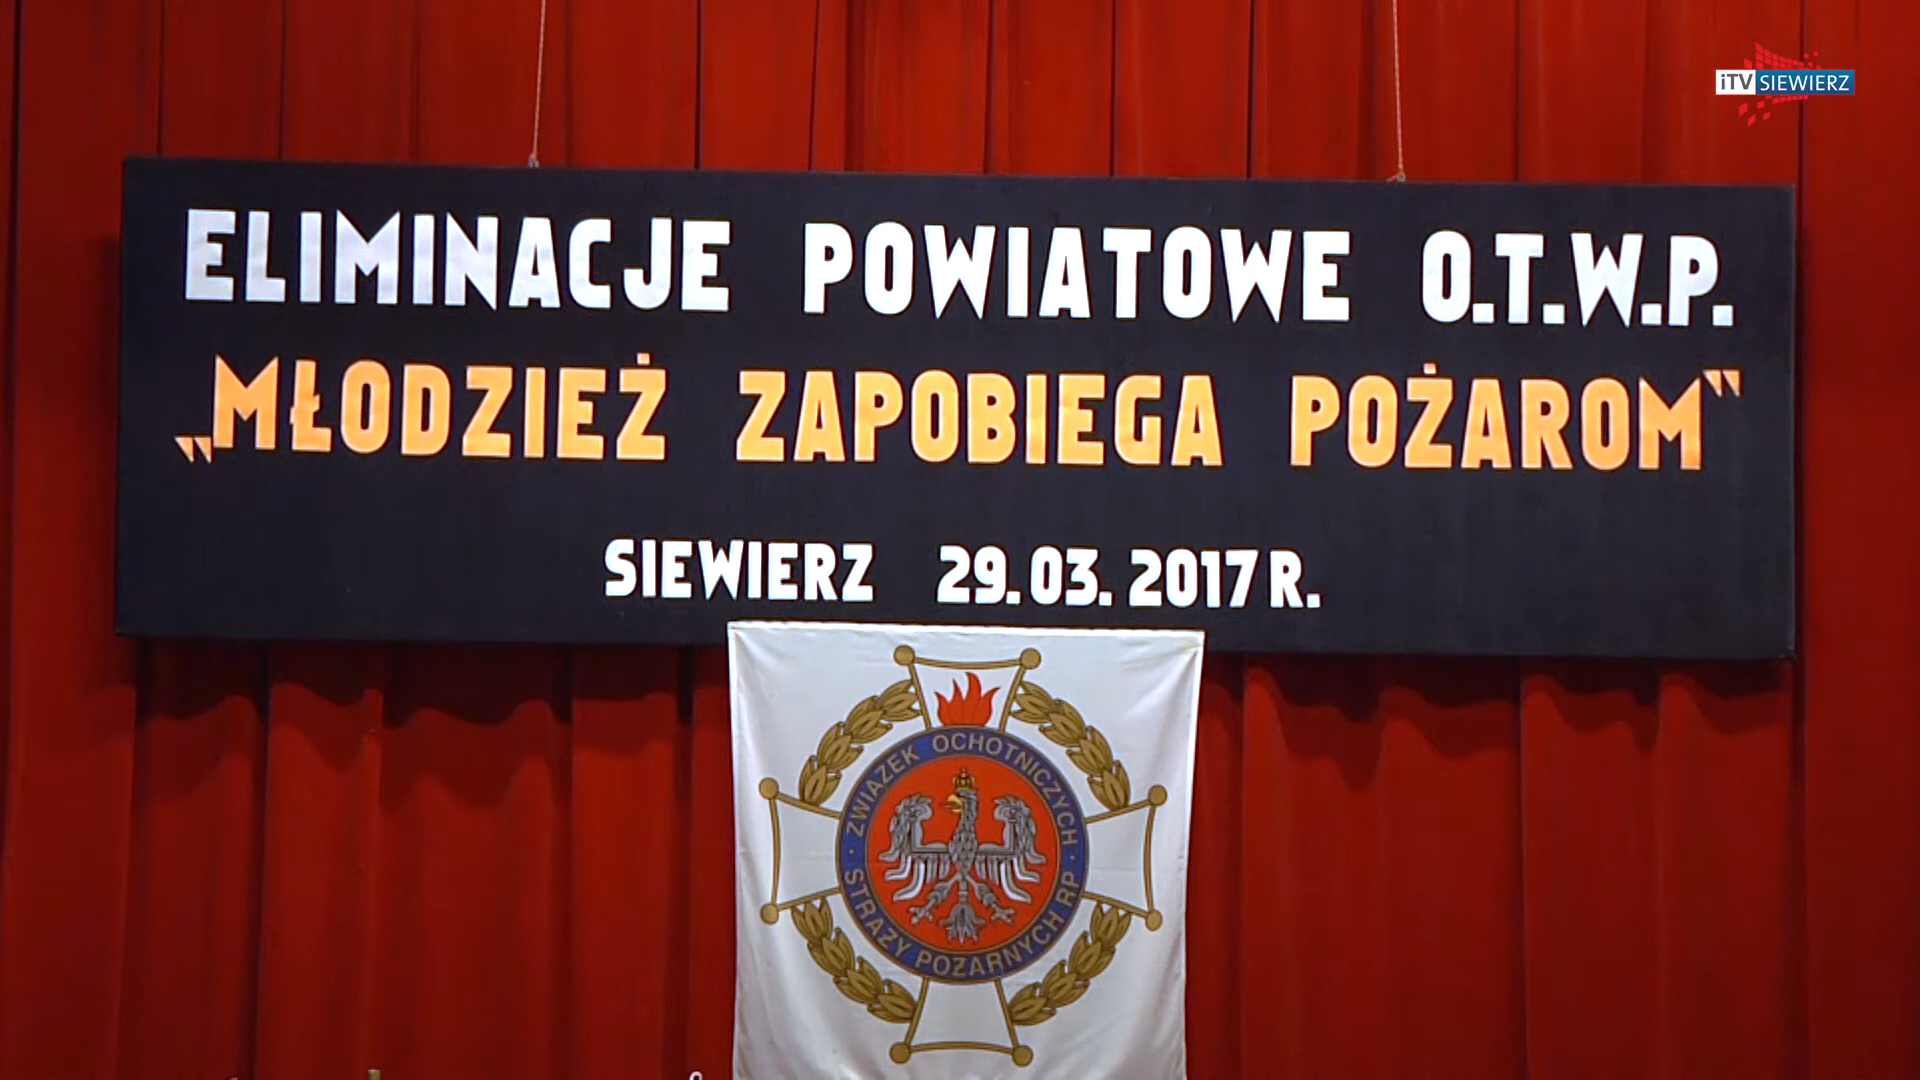 iTV SIEWIERZ
ELIMINACJE POWIATOWE O.T.W.P.
„MŁODZIEŻ ZAPOBIEGA POŻAROM“
SIEWIERZ 29.03.2017 R.
· ZWIĄZEK OCHOTNICZYCH ·
STRAŻY POŻARNYCH RP